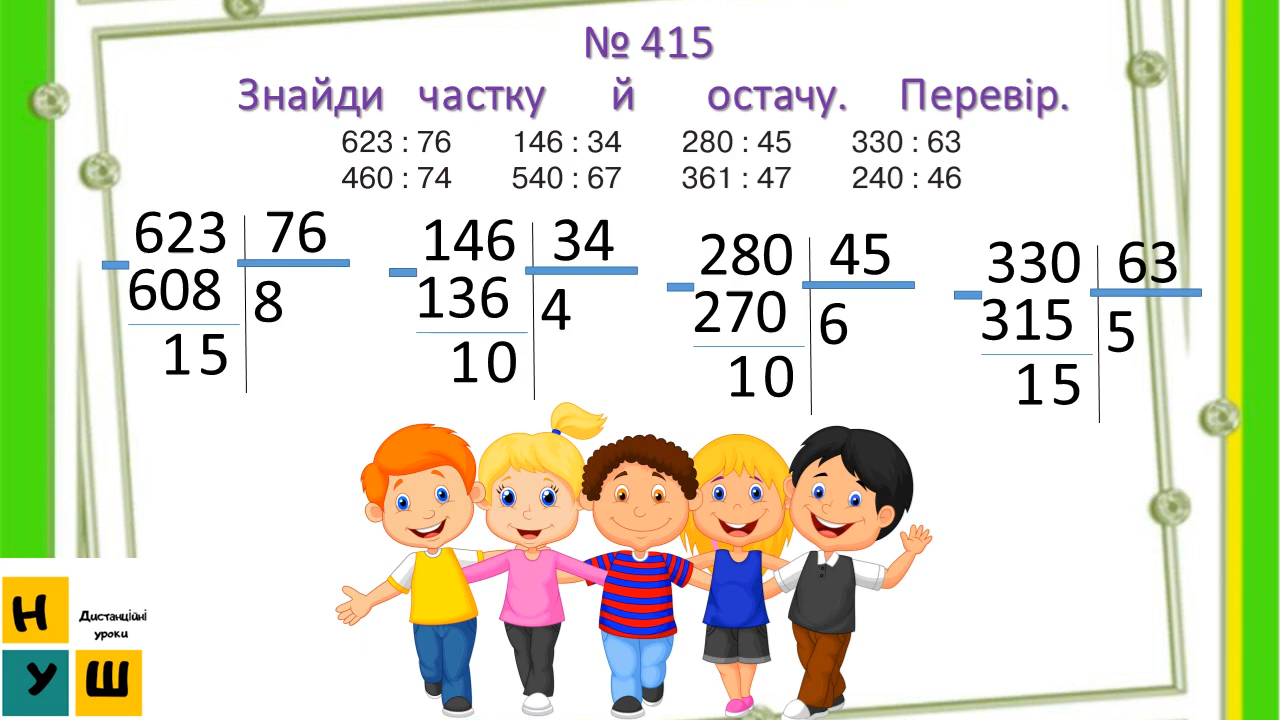 № 415
Знайди частку й остачу. Перевір.
623 : 76 146 : 34 280 : 45 330 : 63
460 : 74 540 : 67 361 : 47 240 : 46
623 76
608 8
15
146 34
136 4
10
280 45
270 6
10
330 63
315 5
15
Н
Дистанційні
уроки
У Ш